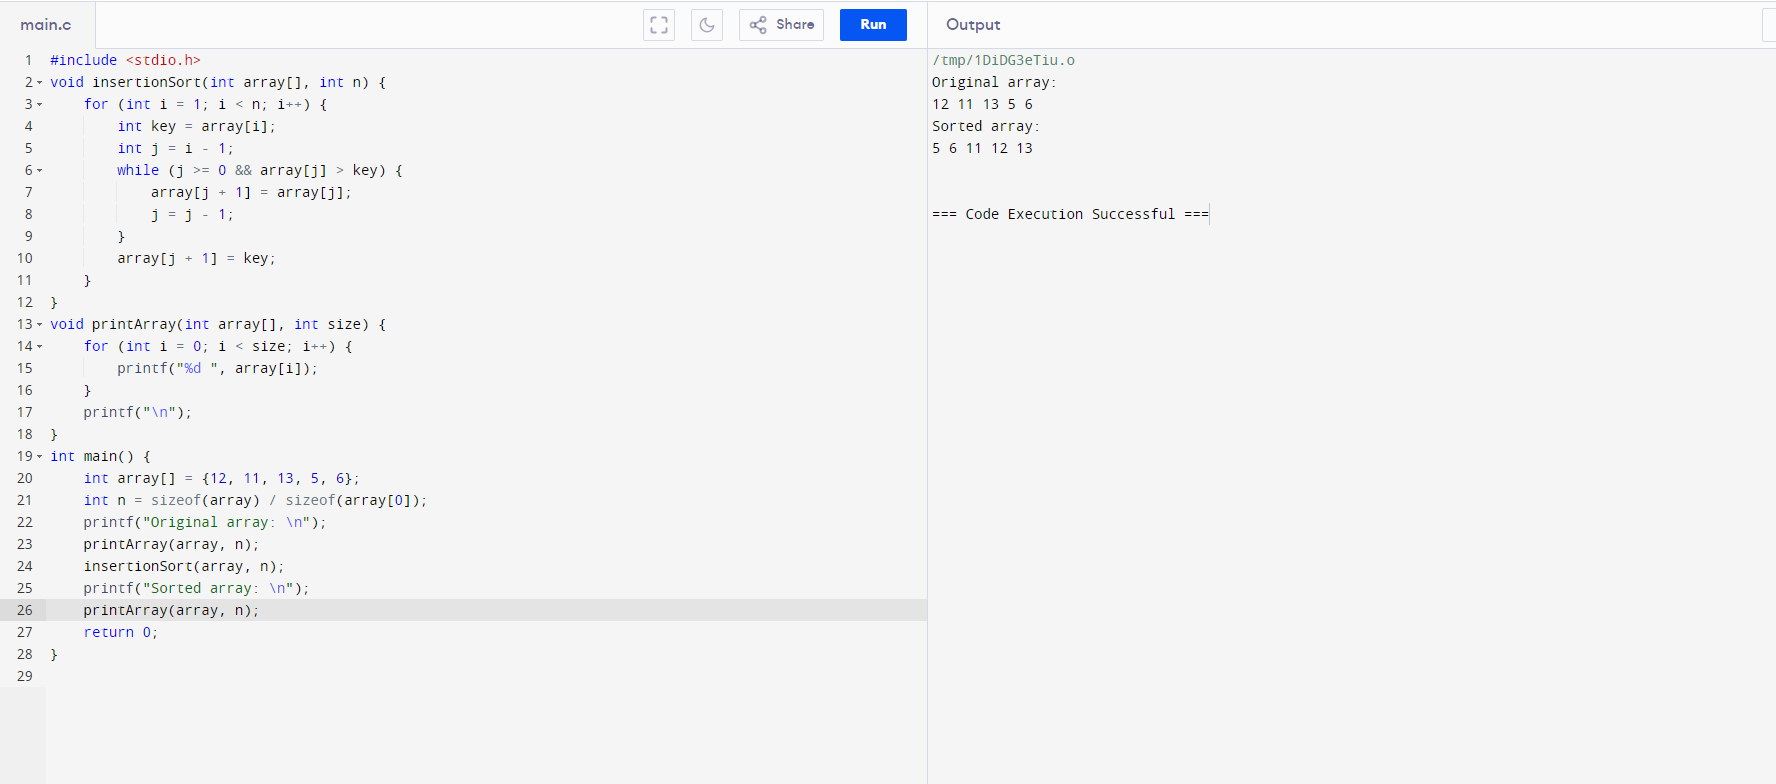 main.c
Share
Run
Output
1 #include <stdio.h>
2 void insertionSort(int array[], int n) {
3     for (int i = 1; i < n; i++) {
4         int key = array[i];
5         int j = i - 1;
6         while (j >= 0 && array[j] > key) {
7             array[j + 1] = array[j];
8             j = j - 1;
9         }
10         array[j + 1] = key;
11     }
12 }
13 void printArray(int array[], int size) {
14     for (int i = 0; i < size; i++) {
15         printf("%d ", array[i]);
16     }
17     printf("\n");
18 }
19 int main() {
20     int array[] = {12, 11, 13, 5, 6};
21     int n = sizeof(array) / sizeof(array[0]);
22     printf("Original array: \n");
23     printArray(array, n);
24     insertionSort(array, n);
25     printf("Sorted array: \n");
26     printArray(array, n);
27     return 0;
28 }
29
/tmp/1DiDG3eTiu.o
Original array:
12 11 13 5 6
Sorted array:
5 6 11 12 13
=== Code Execution Successful ===